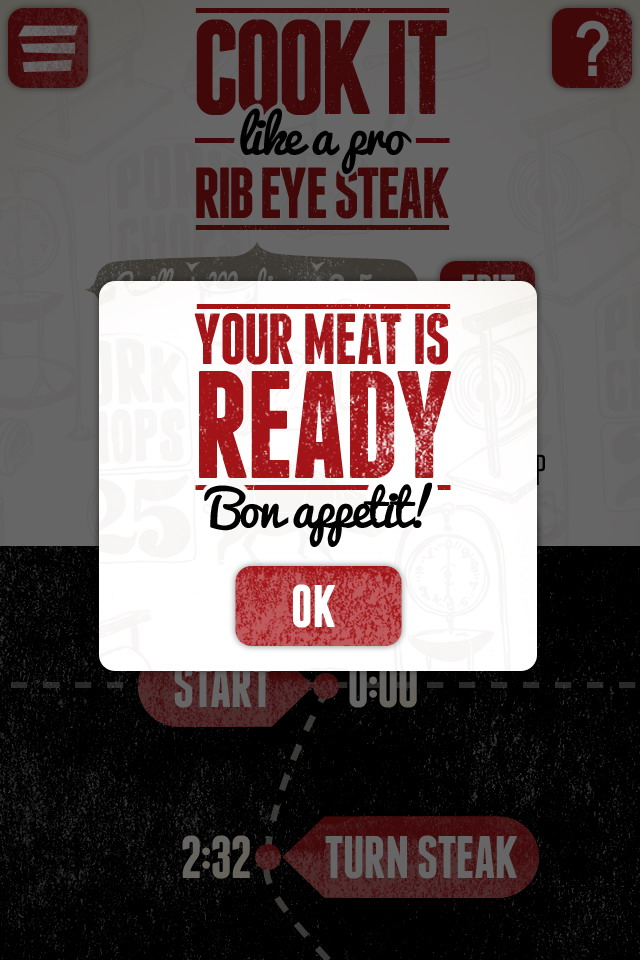 ?
COOK IT
like a pro
RIB EYE STEAK
EDIT
YOUR MEAT IS
READY
Bon appetit!
OK
START 0:00
2:32 TURN STEAK